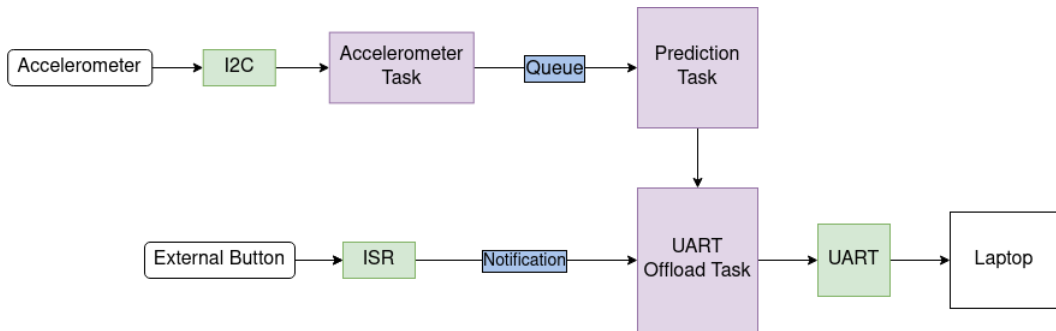 Accelerometer
I2C
Accelerometer
Task
Queue
Prediction
Task
External Button
ISR
Notification
UART
Offload Task
UART
Laptop